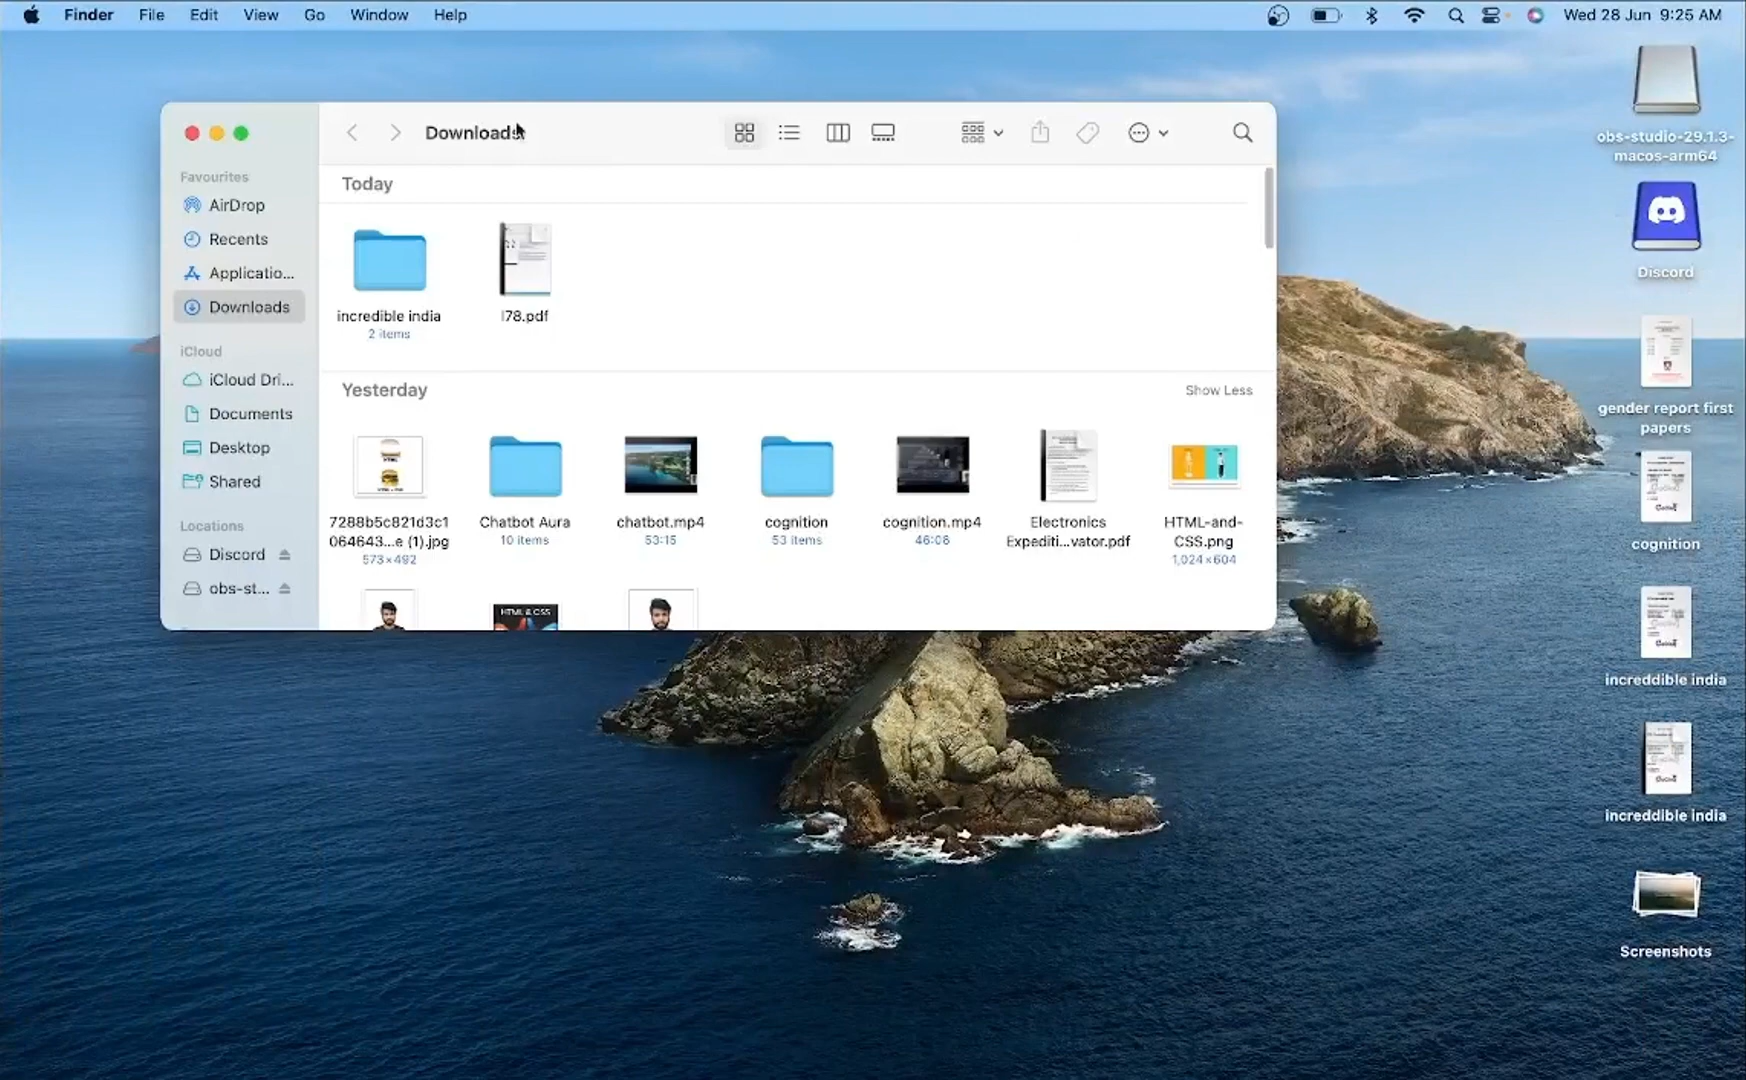 Finder File Edit View Go Window Help
Wed 28 Jun 9:25 AM
Downloads
Favourites
AirDrop
Recents
Applicatio...
Downloads
iCloud
iCloud Dri...
Documents
Desktop
Shared
Locations
Discord
obs-st...
Today
incredible india
2 items
I78.pdf
Yesterday
Show Less
7288b5c821d3c1
064643...e (1).jpg
573×492
Chatbot Aura
10 items
chatbot.mp4
53:15
cognition
53 items
cognition.mp4
46:06
Electronics
Expediti...vator.pdf
HTML-and-
CSS.png
1,024×604
HTML & CSS
obs-studio-29.1.3-
macos-arm64
Discord
gender report first
papers
cognition
increddible india
increddible india
Screenshots